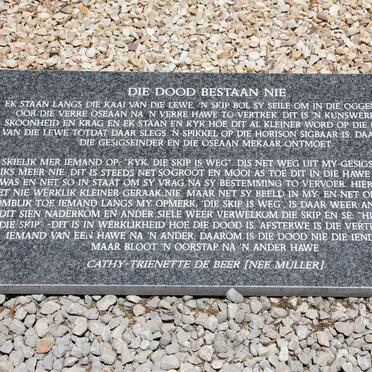 DIE DOOD BESTAAN NIE
EK STAAN LANGS DIE KAAI VAN DIE LEWE. 'N SKIP BOL SY SEILE OM IN DIE OGGEN
OOR DIE VERRE OSEAAN NA 'N VERRE HAWE TO VERTREK. DIT IS 'N KUNSWERK
SKOONHEID EN KRAG EN EK STAAN EN KYK HOE DIT AL KLEINER WORD OP DIE
VAN DIE LEWE TOTDAT DAAR SLEGS 'N SPIKKEL OP DIE HORISON SIGBAAR IS. DAAR
DIE GESIGSEINDER EN DIE OSEAAN MEKAAR ONTMOET.
SKIELIK MER IEMAND OP: "KYK, DIE SKIP IS WEG". DIS NET WEG UIT MY GESIGS
IKS MEER NIE. DIT IS STEEDS NET SOGROOT EN MOOI AS TOE DIT IN DIE HAWE
WAS EN NET SO IN STAAT OM SY VRAG NA SY BESTEMMING TE VERVOER. HIER
NET NIE WERKLIK KLEINER GERAAK NIE, MAAR NET SY BEELD IN MY, EN NET OP
OMBLIK TOE IEMAND LANGS MY OPMERK, "DIE SKIP IS WEG", IS DAAR WEER AN
DIT SIEN NADERKOM EN ANDER SIELE WEER VERWELKOM DIE SKIP EN SE: "HI
DIE SKIP". -DIT IS IN WERKLIKHEID HOE DIE DOOD IS. AFSTERWE IS DIE VERTR
IEMAND VAN EEN HAWE NA 'N ANDER. DAAROM IS DIE DOOD NIE DIE EIND
MAAR BLOOT 'N OORSTAP NA 'N ANDER HAWE
CATHY-TRIENETTE DE BEER [NEE MULLER]